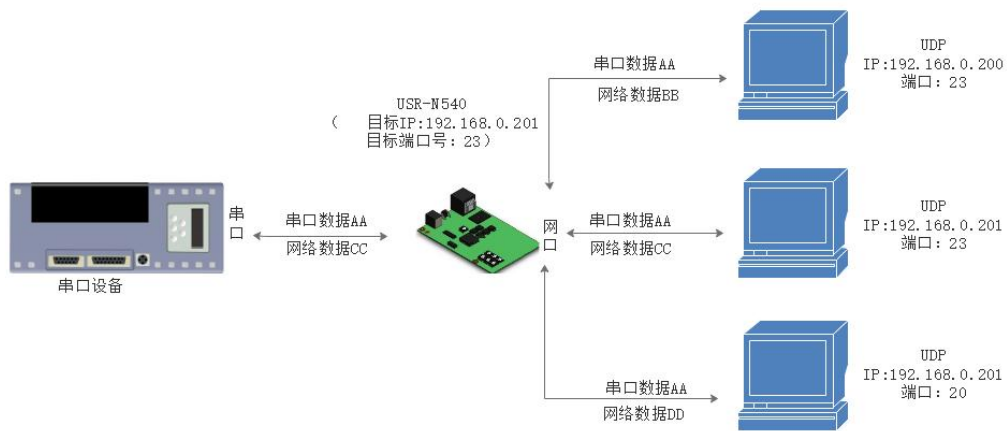 串口数据AA
网络数据BB
UDP
IP:192.168.0.200
端口: 23
USR-N540
( 目标IP:192.168.0.201
目标端口号: 23)
串口
串口数据AA
网络数据CC
网口
串口数据AA
网络数据CC
UDP
IP:192.168.0.201
端口: 23
串口设备
串口数据AA
网络数据DD
UDP
IP:192.168.0.201
端口: 20